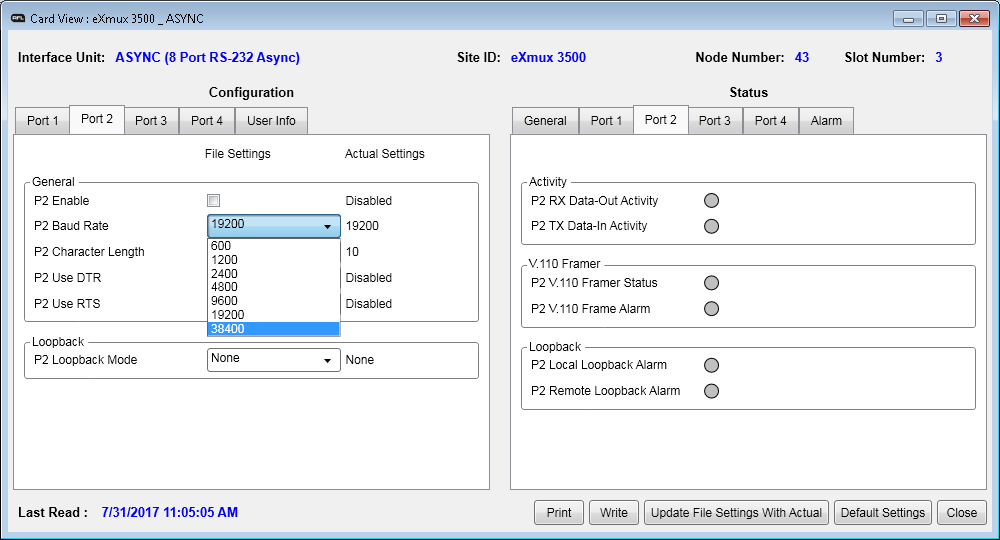 AFL Card View : eXmux 3500 _ ASYNC
Interface Unit: ASYNC (8 Port RS-232 Async) Site ID: eXmux 3500 Node Number: 43 Slot Number: 3
Configuration
Port 1 Port 2 Port 3 Port 4 User Info
File Settings Actual Settings
General
P2 Enable Disabled
P2 Baud Rate 19200 19200
600
1200
2400
4800
9600
19200
38400
P2 Character Length 10
P2 Use DTR Disabled
P2 Use RTS Disabled
Loopback
P2 Loopback Mode None None
Status
General Port 1 Port 2 Port 3 Port 4 Alarm
Activity
P2 RX Data-Out Activity
P2 TX Data-In Activity
V.110 Framer
P2 V.110 Framer Status
P2 V.110 Frame Alarm
Loopback
P2 Local Loopback Alarm
P2 Remote Loopback Alarm
Last Read : 7/31/2017 11:05:05 AM
Print Write Update File Settings With Actual Default Settings Close